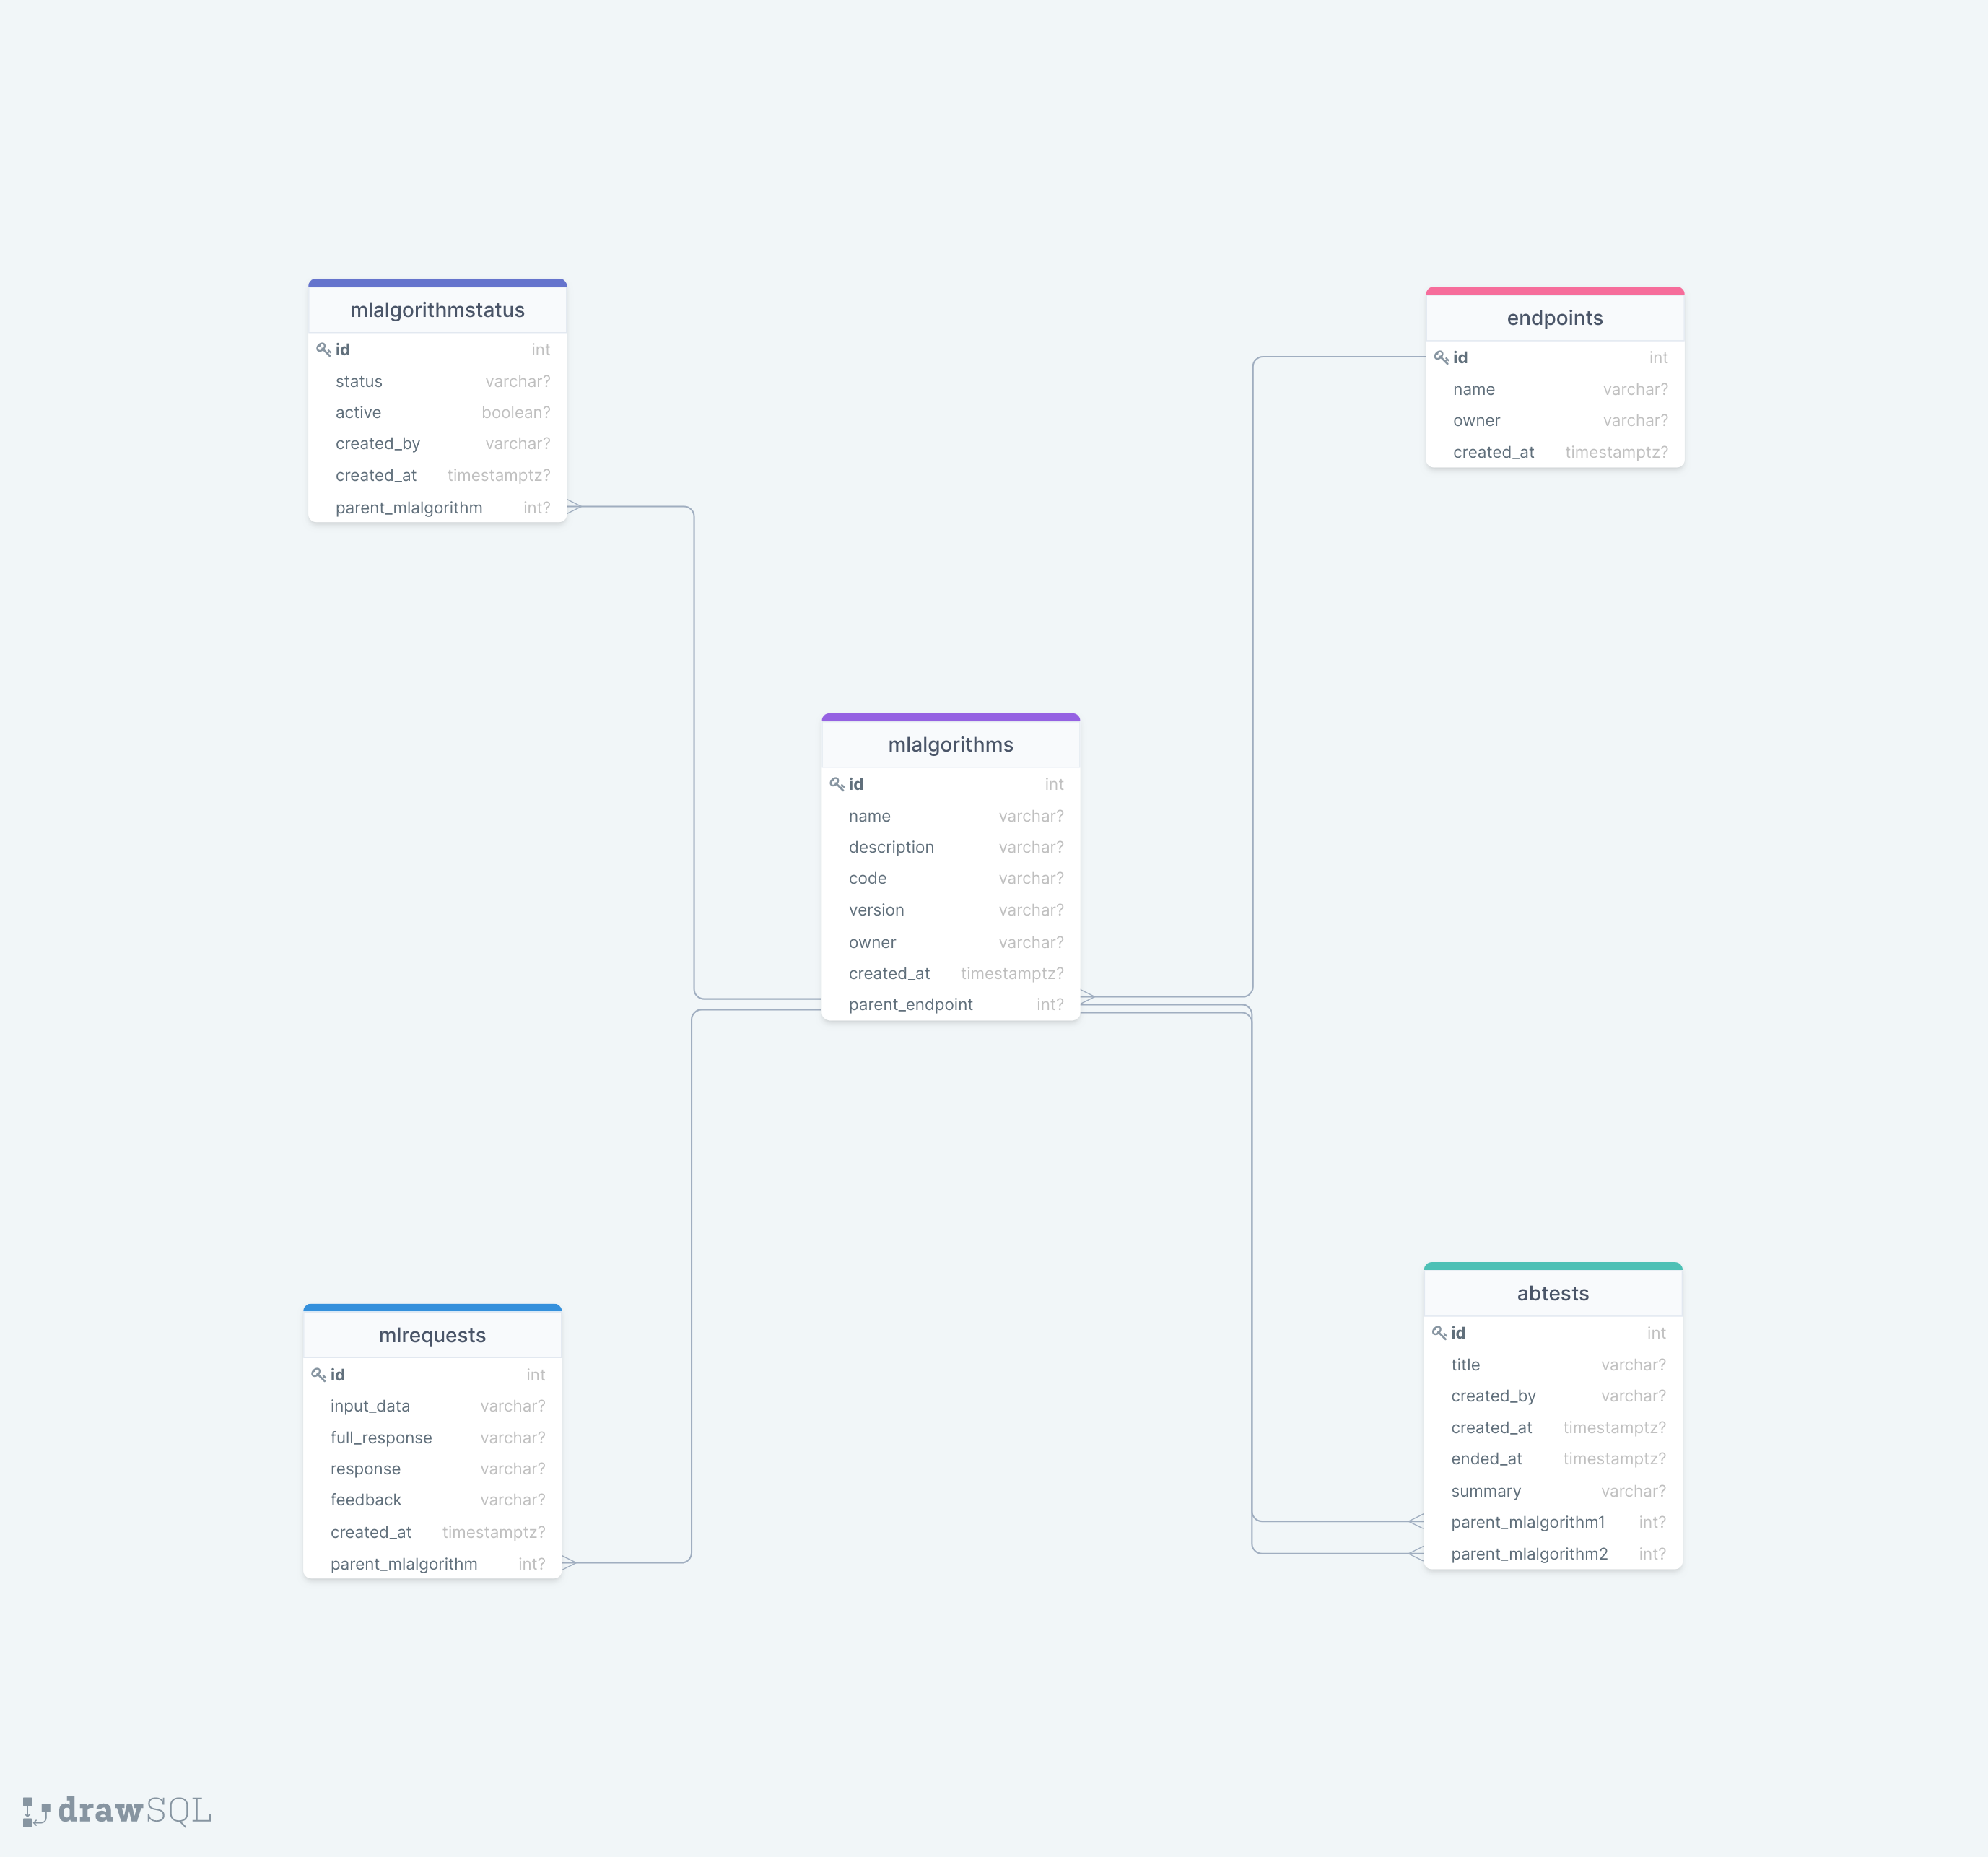 mlalgorithmstatus
id int
status varchar?
active boolean?
created_by varchar?
created_at timestamptz?
parent_mlalgorithm int?
endpoints
id int
name varchar?
owner varchar?
created_at timestamptz?
mlalgorithms
id int
name varchar?
description varchar?
code varchar?
version varchar?
owner varchar?
created_at timestamptz?
parent_endpoint int?
mlrequests
id int
input_data varchar?
full_response varchar?
response varchar?
feedback varchar?
created_at timestamptz?
parent_mlalgorithm int?
abtests
id int
title varchar?
created_by varchar?
created_at timestamptz?
ended_at timestamptz?
summary varchar?
parent_mlalgorithm1 int?
parent_mlalgorithm2 int?
drawSQL